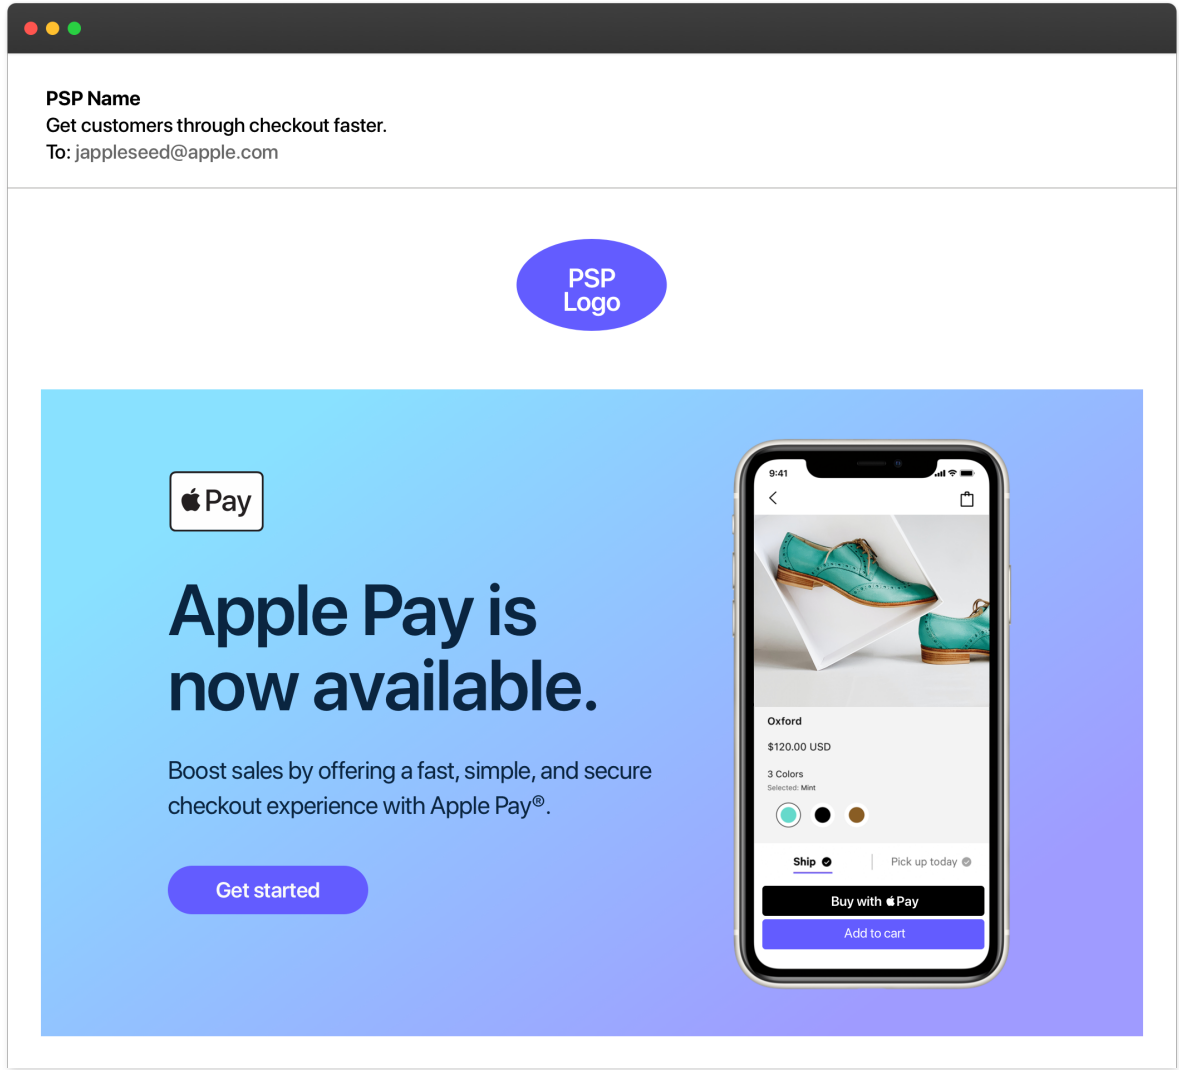 PSP Name
Get customers through checkout faster.
To: jappleseed@apple.com
PSP
Logo
Pay
Apple Pay is
now available.
Boost sales by offering a fast, simple, and secure
checkout experience with Apple Pay®.
Get started
9:41
Oxford
$120.00 USD
3 Colors
Selected: Mint
Ship
Pick up today
Buy with Pay
Add to cart